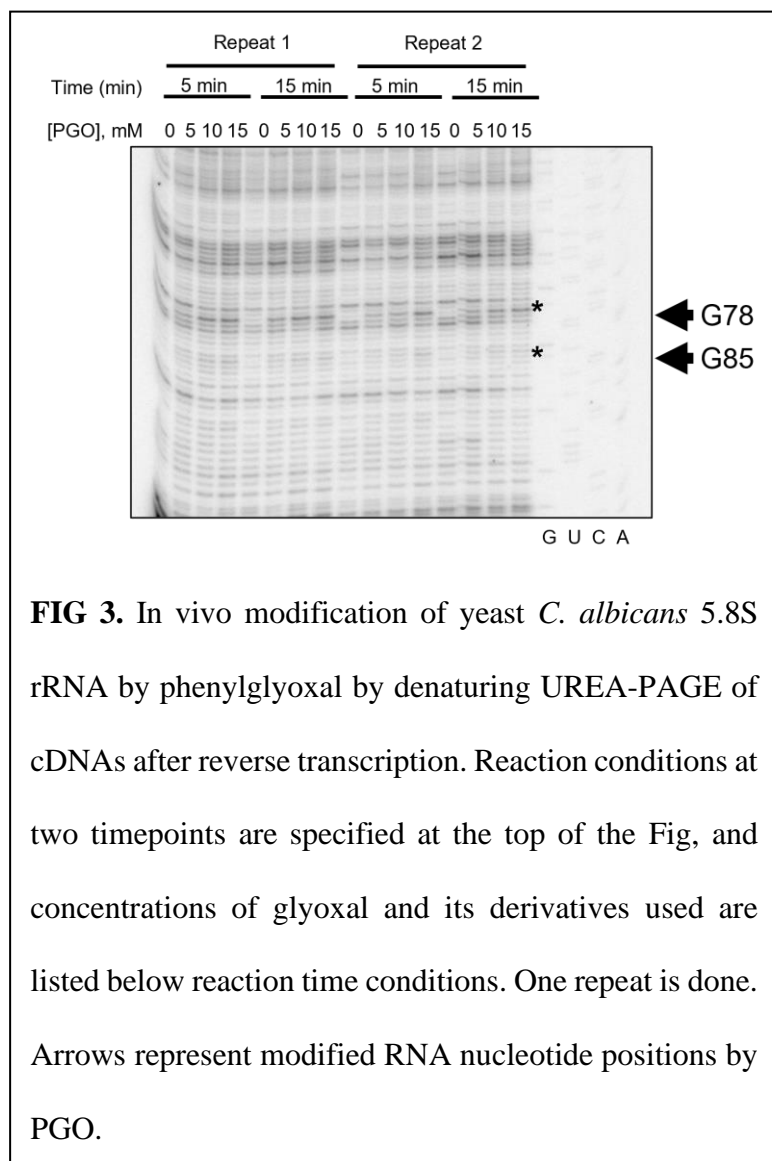 Repeat 1 Repeat 2
Time (min) 5 min 15 min 5 min 15 min
[PGO], mM 0 5 10 15 0 5 10 15 0 5 10 15 0 5 10 15
* G78
* G85
G U C A
FIG 3. In vivo modification of yeast C. albicans 5.8S
rRNA by phenylglyoxal by denaturing UREA-PAGE of
cDNAs after reverse transcription. Reaction conditions at
two timepoints are specified at the top of the Fig, and
concentrations of glyoxal and its derivatives used are
listed below reaction time conditions. One repeat is done.
Arrows represent modified RNA nucleotide positions by
PGO.